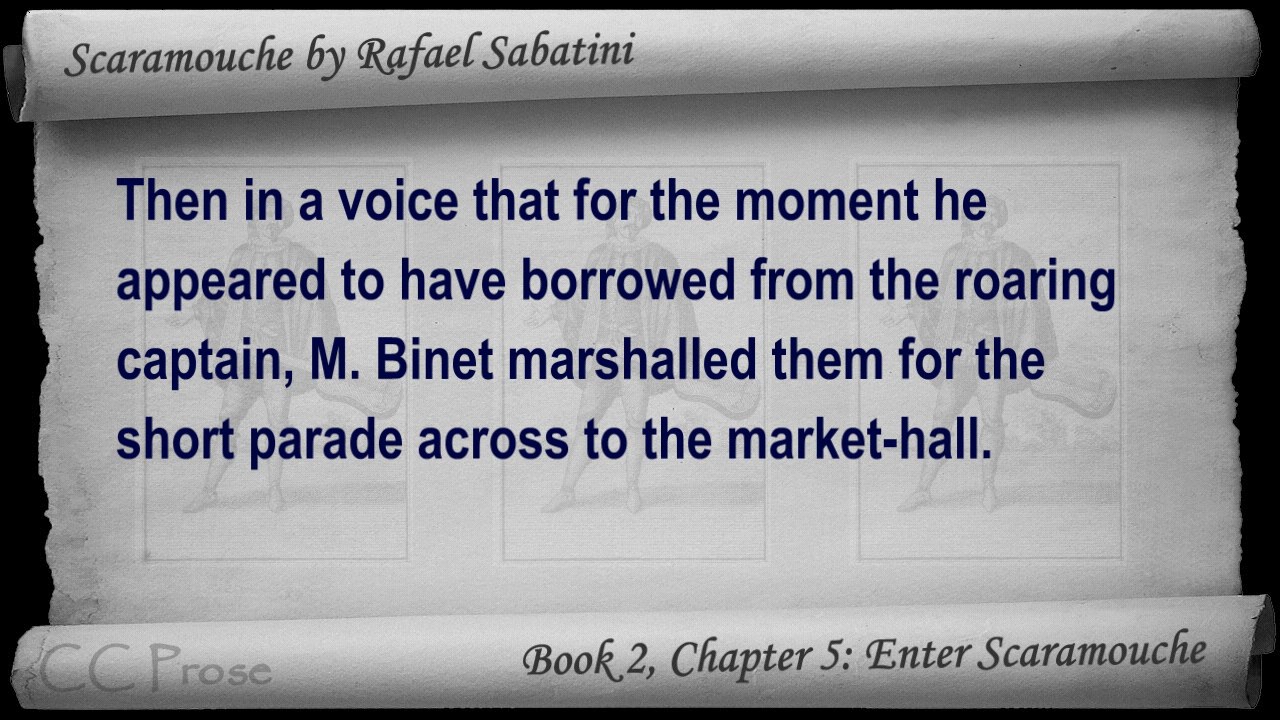 Scaramouche by Rafael Sabatini
Then in a voice that for the moment he
appeared to have borrowed from the roaring
captain, M. Binet marshalled them for the
short parade across to the market-hall.
CC Prose
Book 2, Chapter 5: Enter Scaramouche